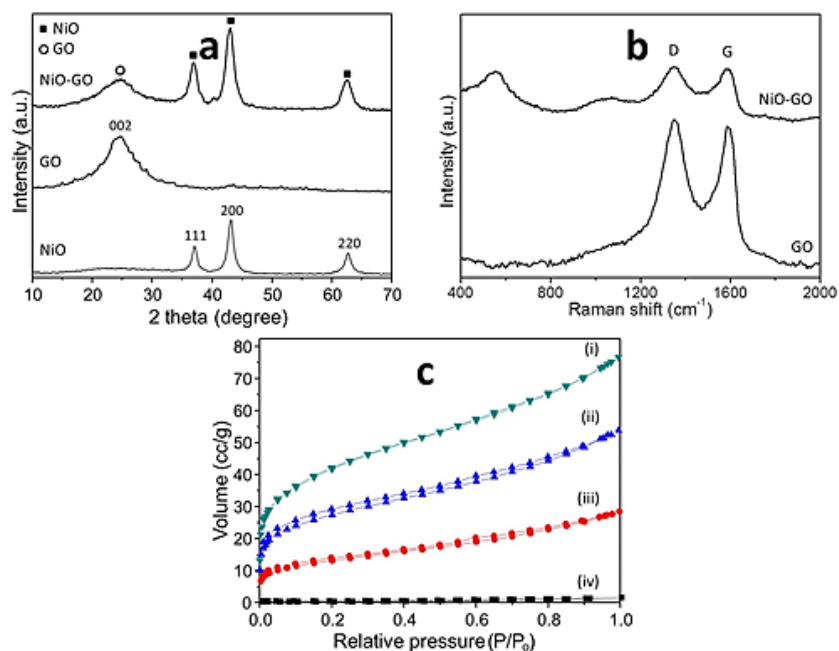 ■ NiO
○ GO
a
NiO-GO
002
GO
200
111
220
NiO
Intensity (a.u.)
10 20 30 40 50 60 70
2 theta (degree)
b
D G
NiO-GO
GO
Intensity (a.u.)
400 800 1200 1600 2000
Raman shift (cm⁻¹)
c
80
70
60
50
40
30
20
10
0
(i)
(ii)
(iii)
(iv)
Volume (cc/g)
0.0 0.2 0.4 0.6 0.8 1.0
Relative pressure (P/P₀)